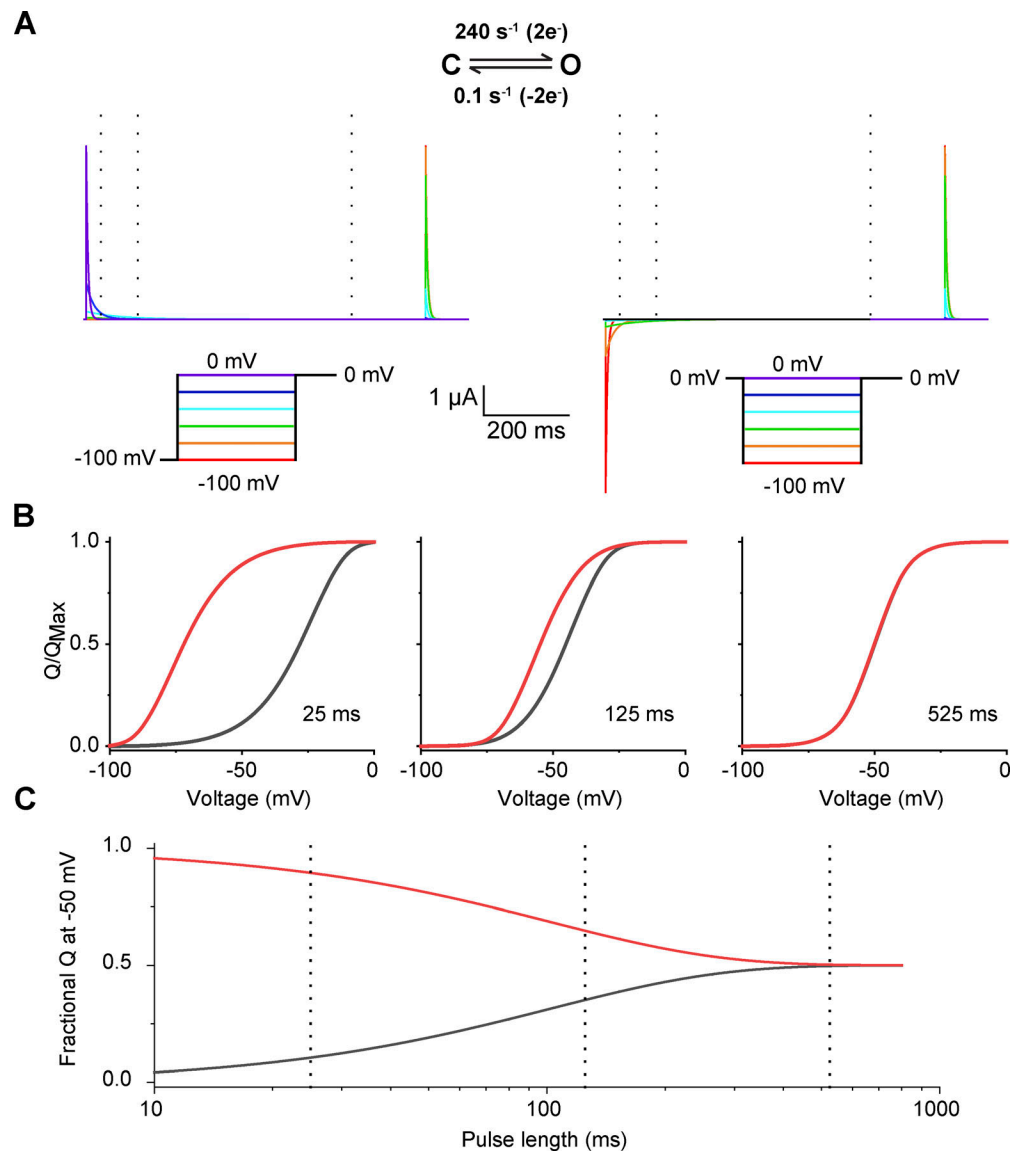 A
240 s⁻¹ (2e⁻)
C O
0.1 s⁻¹ (-2e⁻)
0 mV
0 mV
-100 mV
-100 mV
1 µA
200 ms
0 mV
0 mV
0 mV
-100 mV
B
Q/QMax
1.0
0.5
0.0
25 ms
125 ms
525 ms
-100 -50 0
-100 -50 0
-100 -50 0
Voltage (mV)
Voltage (mV)
Voltage (mV)
C
Fractional Q at -50 mV
1.0
0.5
0.0
10 100 1000
Pulse length (ms)